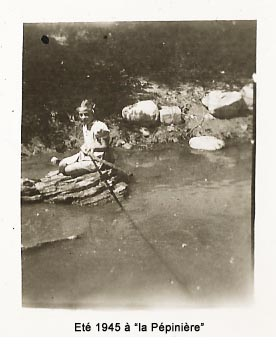 Eté 1945 à "la Pépinière"